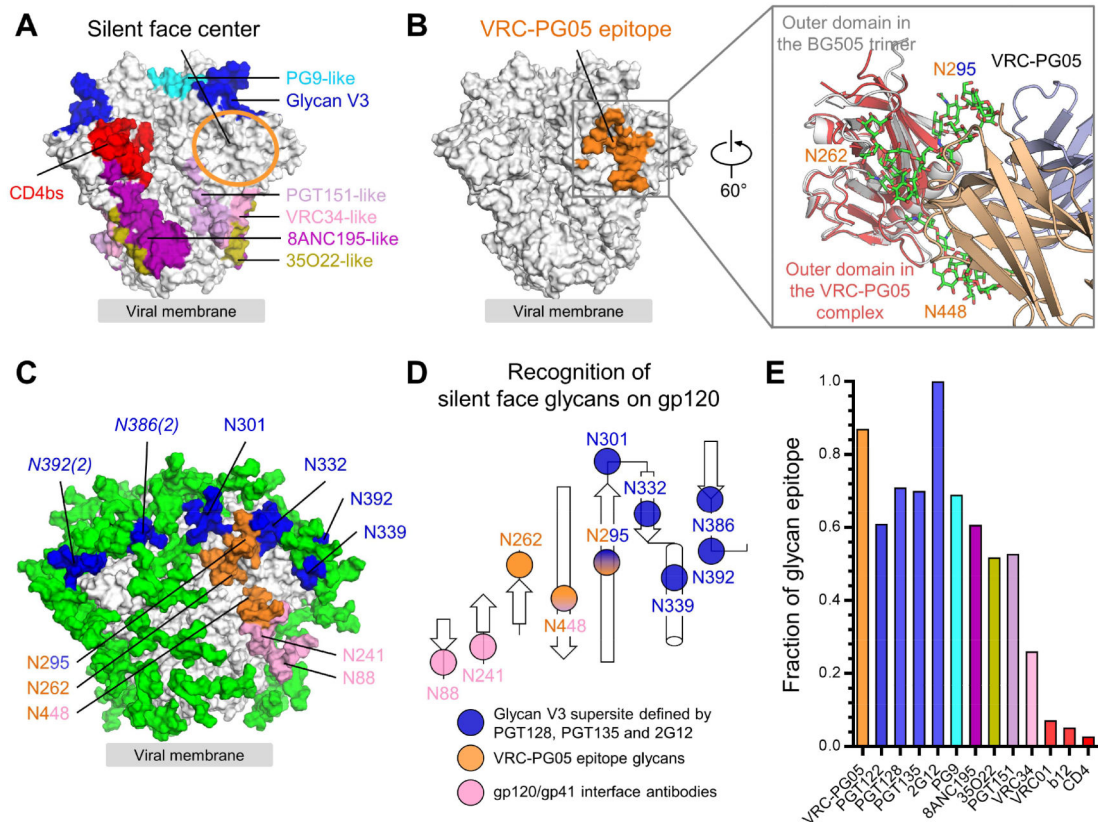 A
Silent face center
PG9-like
Glycan V3
CD4bs
PGT151-like
VRC34-like
8ANC195-like
35O22-like
Viral membrane
B
VRC-PG05 epitope
Viral membrane
60°
Outer domain in
the BG505 trimer
N295
VRC-PG05
N262
Outer domain in
the VRC-PG05
complex
N448
C
N386(2)
N301
N392(2)
N332
N392
N339
N295
N262
N448
N241
N88
Viral membrane
D
Recognition of
silent face glycans on gp120
N301
N332
N386
N262
N295
N392
N448
N339
N241
N88
Glycan V3 supersite defined by
PGT128, PGT135 and 2G12
VRC-PG05 epitope glycans
gp120/gp41 interface antibodies
E
Fraction of glycan epitope
1.0
0.8
0.6
0.4
0.2
0.0
VRC-PG05
PGT122
PGT128
PGT135
2G12
PG9
8ANC195
35O22
PGT151
VRC34
VRC01
b12
CD4